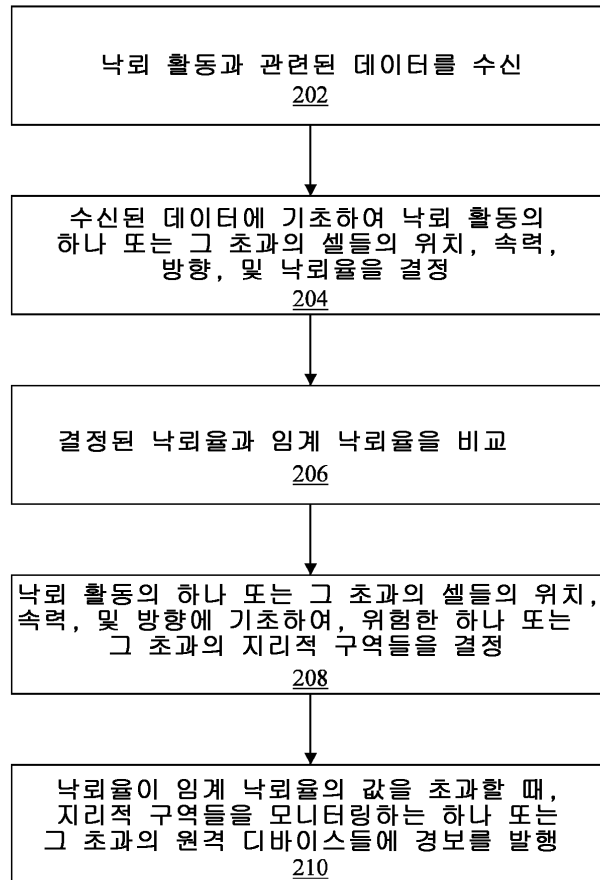 낙뢰 활동과 관련된 데이터를 수신
202
수신된 데이터에 기초하여 낙뢰 활동의
하나 또는 그 초과의 셀들의 위치, 속력,
방향, 및 낙뢰율을 결정
204
결정된 낙뢰율과 임계 낙뢰율을 비교
206
낙뢰 활동의 하나 또는 그 초과의 셀들의 위치,
속력, 및 방향에 기초하여, 위험한 하나 또는
그 초과의 지리적 구역들을 결정
208
낙뢰율이 임계 낙뢰율의 값을 초과할 때,
지리적 구역들을 모니터링하는 하나 또는
그 초과의 원격 디바이스들에 경보를 발행
210